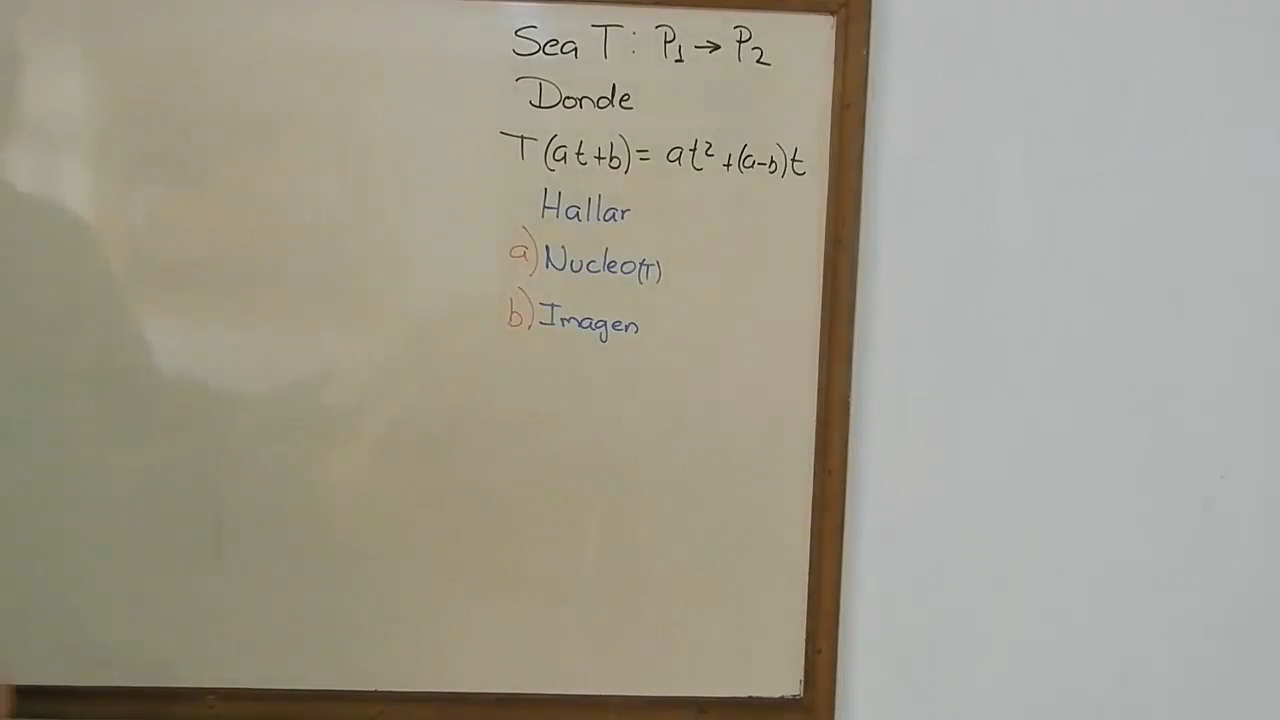 Sea T: P₁ → P₂
Donde
T(at+b)= at²+(a-b)t
Hallar
a) Nucleo(T)
b) Imagen